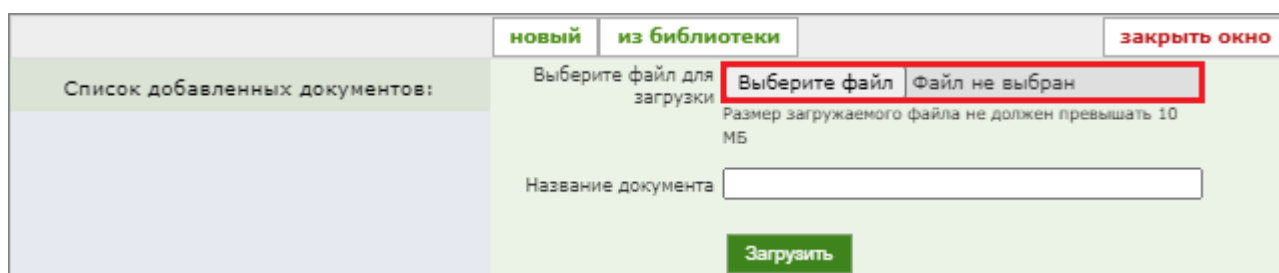 новый из библиотеки закрыть окно
Список добавленных документов:
Выберите файл для
загрузки
Выберите файл Файл не выбран
Размер загружаемого файла не должен превышать 10
МБ
Название документа
Загрузить